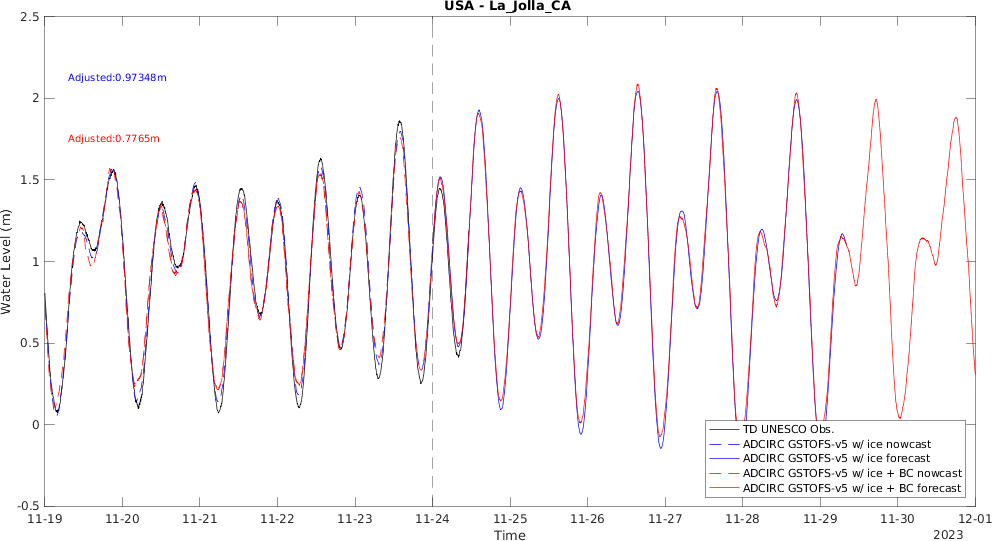 USA - La_Jolla_CA
2.5
Adjusted:0.97348m
2
Adjusted:0.7765m
1.5
Water Level (m)
1
0.5
0
-0.5
TD UNESCO Obs.
ADCIRC GSTOFS-v5 w/ ice nowcast
ADCIRC GSTOFS-v5 w/ ice forecast
ADCIRC GSTOFS-v5 w/ ice + BC nowcast
ADCIRC GSTOFS-v5 w/ ice + BC forecast
11-19 11-20 11-21 11-22 11-23 11-24 11-25 11-26 11-27 11-28 11-29 11-30 12-01
Time
2023